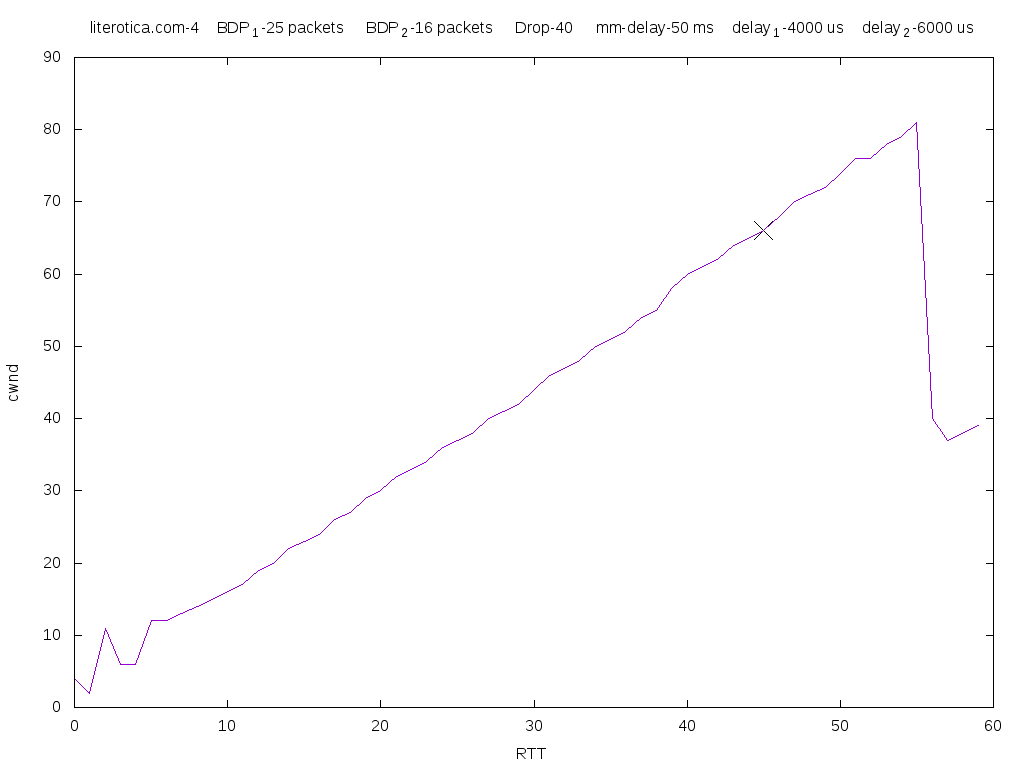 literotica.com-4 BDP1-25 packets BDP2-16 packets Drop-40 mm-delay-50 ms delay1-4000 us delay2-6000 us
90
80
70
60
50
40
30
20
10
0
cwnd
0 10 20 30 40 50 60
RTT